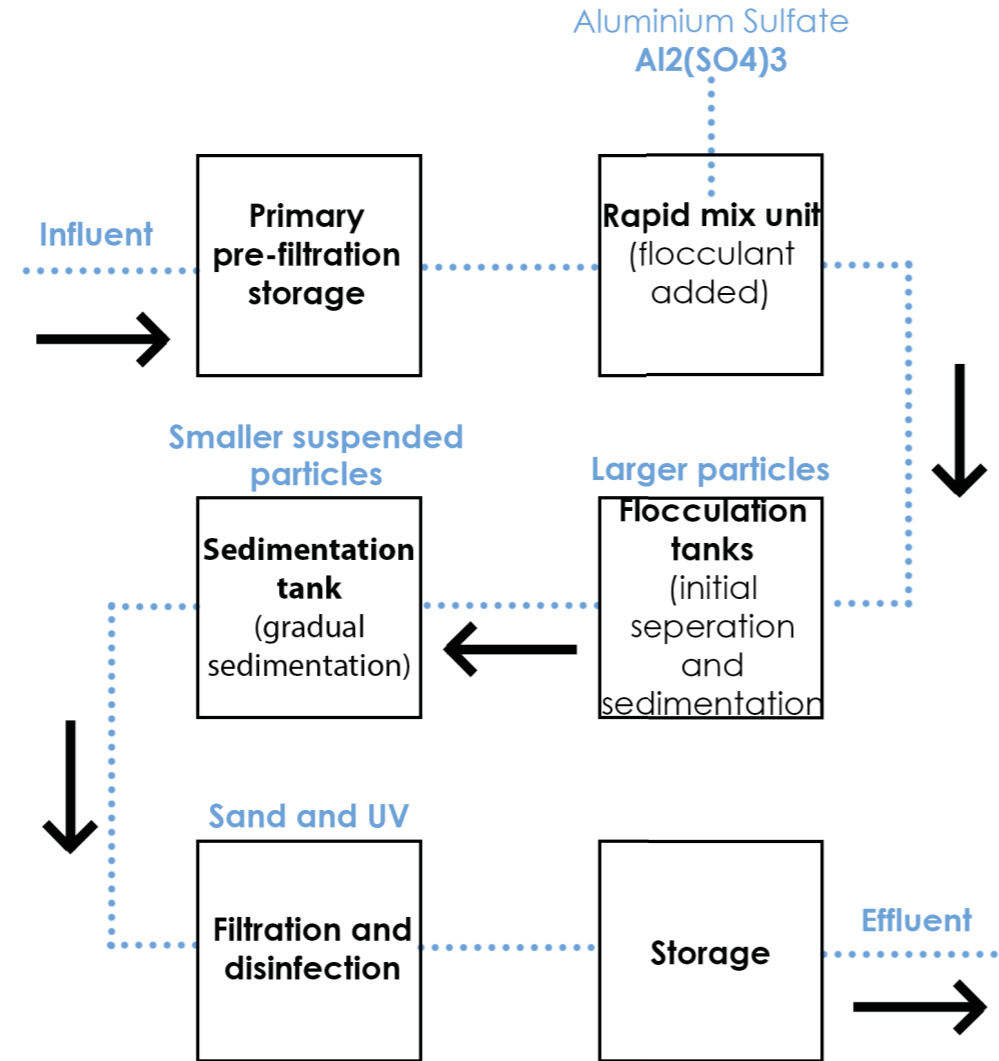 Aluminium Sulfate
Al2(SO4)3
Influent
Primary
pre-filtration
storage
Rapid mix unit
(flocculant
added)
Smaller suspended
particles
Sedimentation
tank
(gradual
sedimentation)
Larger particles
Flocculation
tanks
(initial
seperation
and
sedimentation
Sand and UV
Filtration and
disinfection
Storage
Effluent